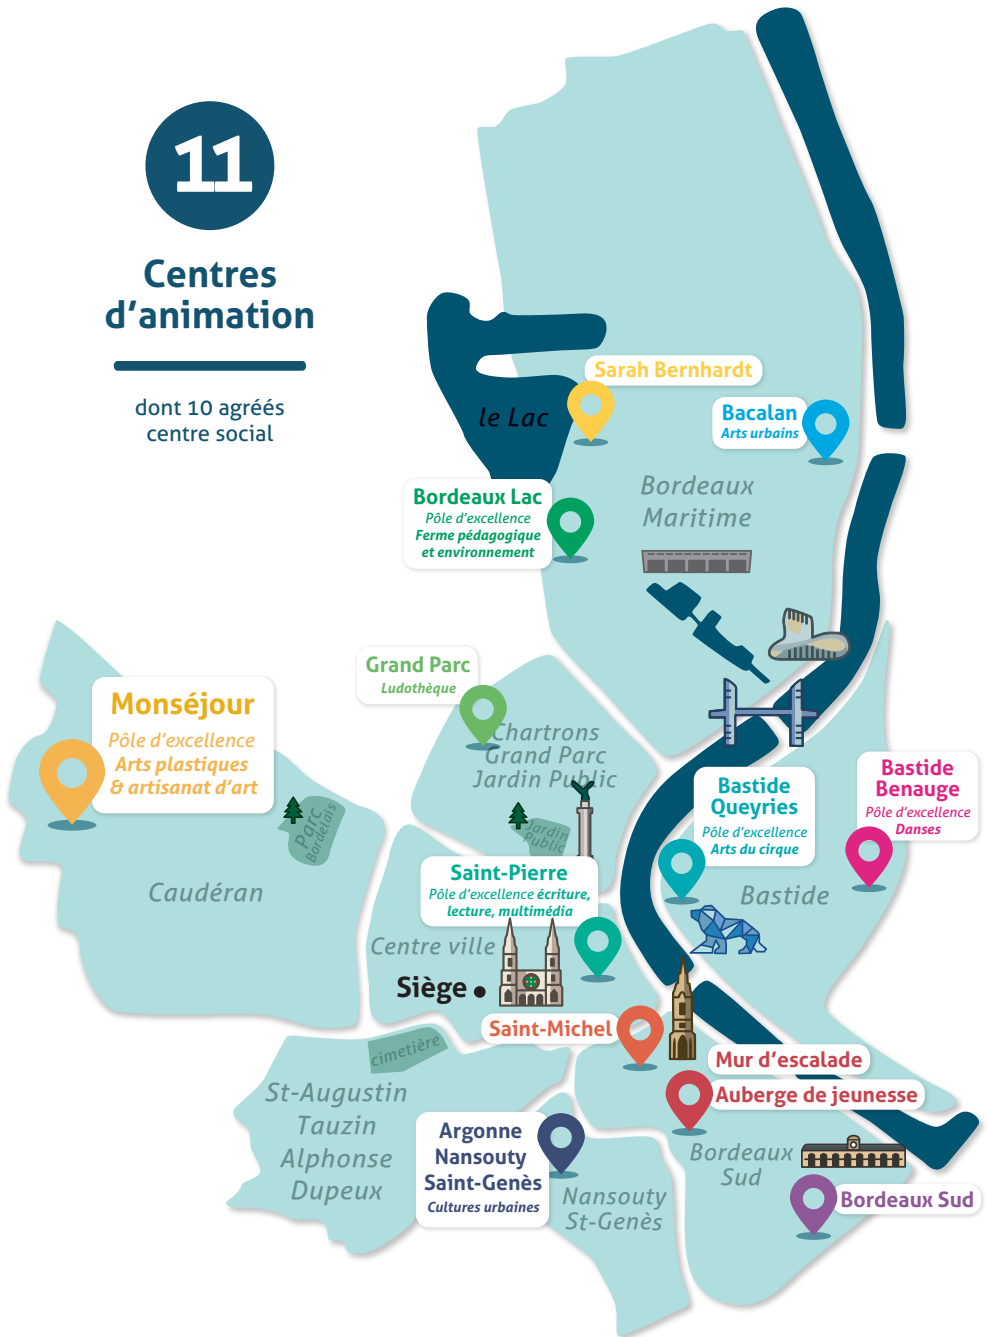 11
Centres
d'animation
dont 10 agréés
centre social
le Lac
Sarah Bernhardt
Bacalan
Arts urbains
Bordeaux Lac
Pôle d'excellence
Ferme pédagogique
et environnement
Bordeaux
Maritime
Grand Parc
Ludothèque
Chartrons
Grand Parc
Jardin Public
Monséjour
Pôle d'excellence
Arts plastiques
& artisanat d'art
Parc
Bordelais
Caudéran
Jardin
Public
Bastide
Queyries
Pôle d'excellence
Arts du cirque
Bastide
Benauge
Pôle d'excellence
Danses
Bastide
Saint-Pierre
Pôle d'excellence écriture,
lecture, multimédia
Centre ville
Siège
Saint-Michel
cimetière
Mur d'escalade
Auberge de jeunesse
St-Augustin
Tauzin
Alphonse
Dupeux
Argonne
Nansouty
Saint-Genès
Cultures urbaines
Nansouty
St-Genès
Bordeaux
Sud
Bordeaux Sud